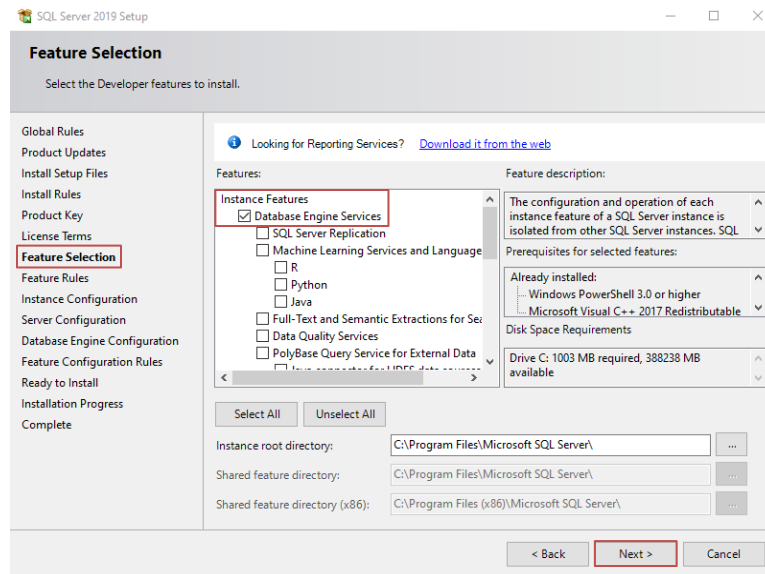 SQL Server 2019 Setup
Feature Selection
Select the Developer features to install.
Global Rules
Product Updates
Install Setup Files
Install Rules
Product Key
License Terms
Feature Selection
Feature Rules
Instance Configuration
Server Configuration
Database Engine Configuration
Feature Configuration Rules
Ready to Install
Installation Progress
Complete
Looking for Reporting Services? Download it from the web
Features:
Instance Features
Database Engine Services
SQL Server Replication
Machine Learning Services and Language
R
Python
Java
Full-Text and Semantic Extractions for Sea
Data Quality Services
PolyBase Query Service for External Data
Java connector for HDFS data sources
Feature description:
The configuration and operation of each
instance feature of a SQL Server instance is
isolated from other SQL Server instances. SQL
Prerequisites for selected features:
Already installed:
Windows PowerShell 3.0 or higher
Microsoft Visual C++ 2017 Redistributable
Disk Space Requirements
Drive C: 1003 MB required, 388238 MB
available
Select All
Unselect All
Instance root directory:
C:\Program Files\Microsoft SQL Server\
...
Shared feature directory:
C:\Program Files\Microsoft SQL Server\
...
Shared feature directory (x86):
C:\Program Files (x86)\Microsoft SQL Server\
...
< Back
Next >
Cancel